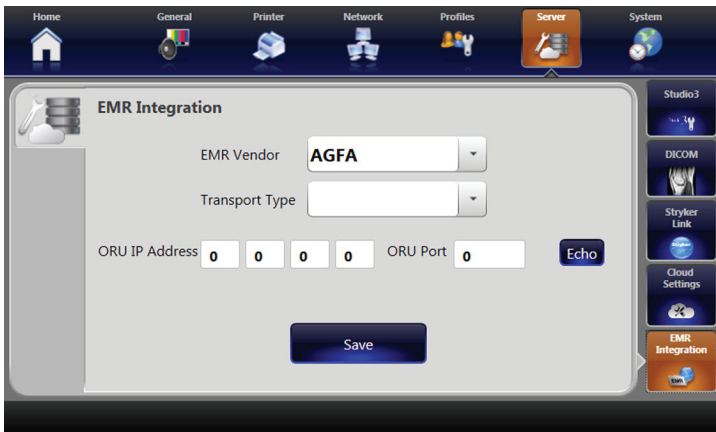 Home
General
Printer
Network
Profiles
Server
System
EMR Integration
EMR Vendor
AGFA
Transport Type
ORU IP Address
0
0
0
0
ORU Port
0
Echo
Save
Studio3
DICOM
Stryker
Link
Cloud
Settings
EMR
Integration
EMR